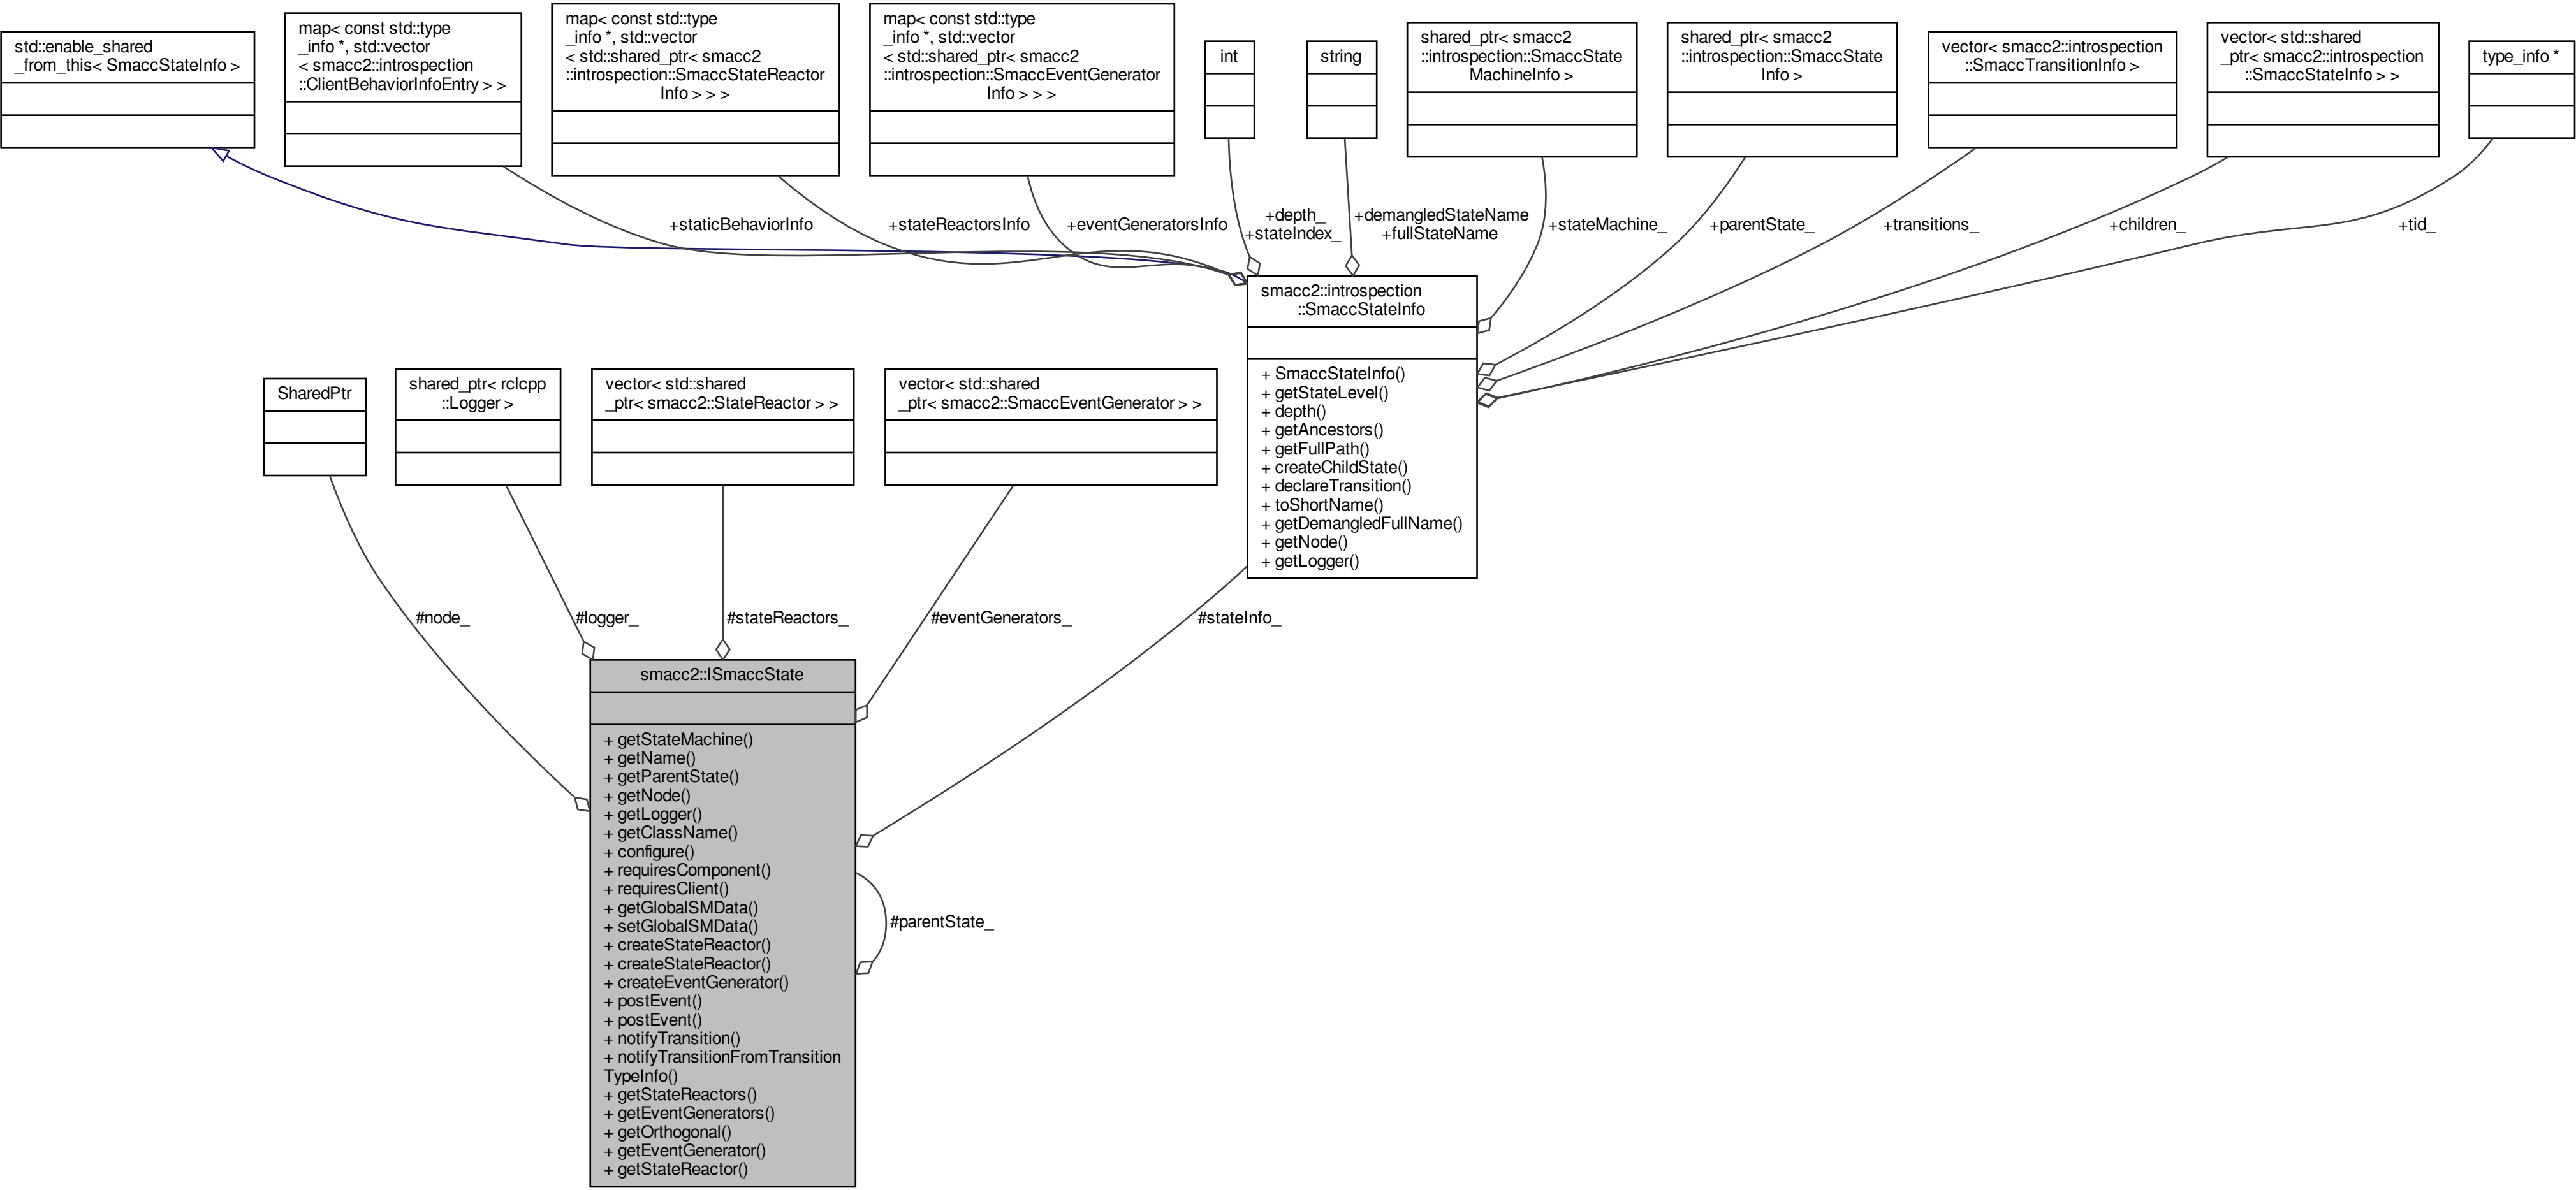 std::enable_shared
_from_this< SmaccStateInfo >
map< const std::type
_info *, std::vector
< smacc2::introspection
::ClientBehaviorInfoEntry > >
map< const std::type
_info *, std::vector
< std::shared_ptr< smacc2
::introspection::SmaccStateReactor
Info > > >
map< const std::type
_info *, std::vector
< std::shared_ptr< smacc2
::introspection::SmaccEventGenerator
Info > > >
int
string
shared_ptr< smacc2
::introspection::SmaccState
MachineInfo >
shared_ptr< smacc2
::introspection::SmaccState
Info >
vector< smacc2::introspection
::SmaccTransitionInfo >
vector< std::shared
_ptr< smacc2::introspection
::SmaccStateInfo > >
type_info *
+staticBehaviorInfo
+stateReactorsInfo
+eventGeneratorsInfo
+depth_
+stateIndex_
+demangledStateName
+fullStateName
+stateMachine_
+parentState_
+transitions_
+children_
+tid_
smacc2::introspection
::SmaccStateInfo
+ SmaccStateInfo()
+ getStateLevel()
+ depth()
+ getAncestors()
+ getFullPath()
+ createChildState()
+ declareTransition()
+ toShortName()
+ getDemangledFullName()
+ getNode()
+ getLogger()
SharedPtr
shared_ptr< rclcpp
::Logger >
vector< std::shared
_ptr< smacc2::StateReactor > >
vector< std::shared
_ptr< smacc2::SmaccEventGenerator > >
#node_
#logger_
#stateReactors_
#eventGenerators_
#stateInfo_
smacc2::ISmaccState
+ getStateMachine()
+ getName()
+ getParentState()
+ getNode()
+ getLogger()
+ getClassName()
+ configure()
+ requiresComponent()
+ requiresClient()
+ getGlobalSMData()
+ setGlobalSMData()
+ createStateReactor()
+ createStateReactor()
+ createEventGenerator()
+ postEvent()
+ postEvent()
+ notifyTransition()
+ notifyTransitionFromTransition
TypeInfo()
+ getStateReactors()
+ getEventGenerators()
+ getOrthogonal()
+ getEventGenerator()
+ getStateReactor()
#parentState_